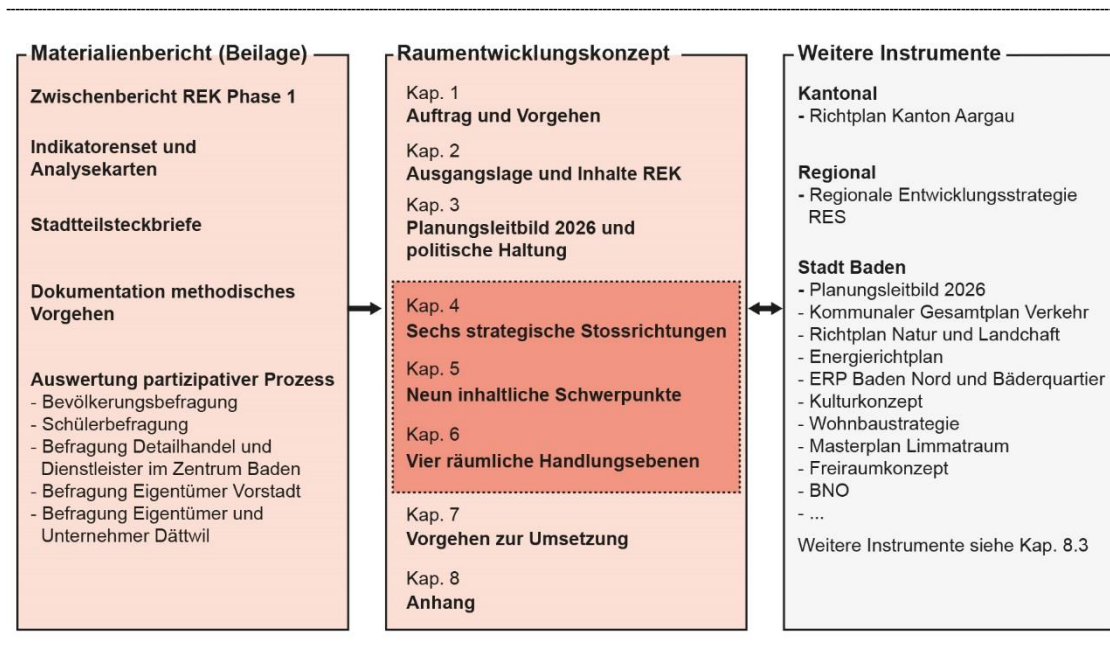 Materialienbericht (Beilage)
Zwischenbericht REK Phase 1
Indikatorenset und
Analysekarten
Stadtteilsteckbriefe
Dokumentation methodisches
Vorgehen
Auswertung partizipativer Prozess
- Bevölkerungsbefragung
- Schülerbefragung
- Befragung Detailhandel und
Dienstleister im Zentrum Baden
- Befragung Eigentümer Vorstadt
- Befragung Eigentümer und
Unternehmer Dättwil
Raumentwicklungskonzept
Kap. 1
Auftrag und Vorgehen
Kap. 2
Ausgangslage und Inhalte REK
Kap. 3
Planungsleitbild 2026 und
politische Haltung
Kap. 4
Sechs strategische Stossrichtungen
Kap. 5
Neun inhaltliche Schwerpunkte
Kap. 6
Vier räumliche Handlungsebenen
Kap. 7
Vorgehen zur Umsetzung
Kap. 8
Anhang
Weitere Instrumente
Kantonal
- Richtplan Kanton Aargau
Regional
- Regionale Entwicklungsstrategie
RES
Stadt Baden
- Planungsleitbild 2026
- Kommunaler Gesamtplan Verkehr
- Richtplan Natur und Landschaft
- Energierichtplan
- ERP Baden Nord und Bäderquartier
- Kulturkonzept
- Wohnbaustrategie
- Masterplan Limmatraum
- Freiraumkonzept
- BNO
- ...
Weitere Instrumente siehe Kap. 8.3